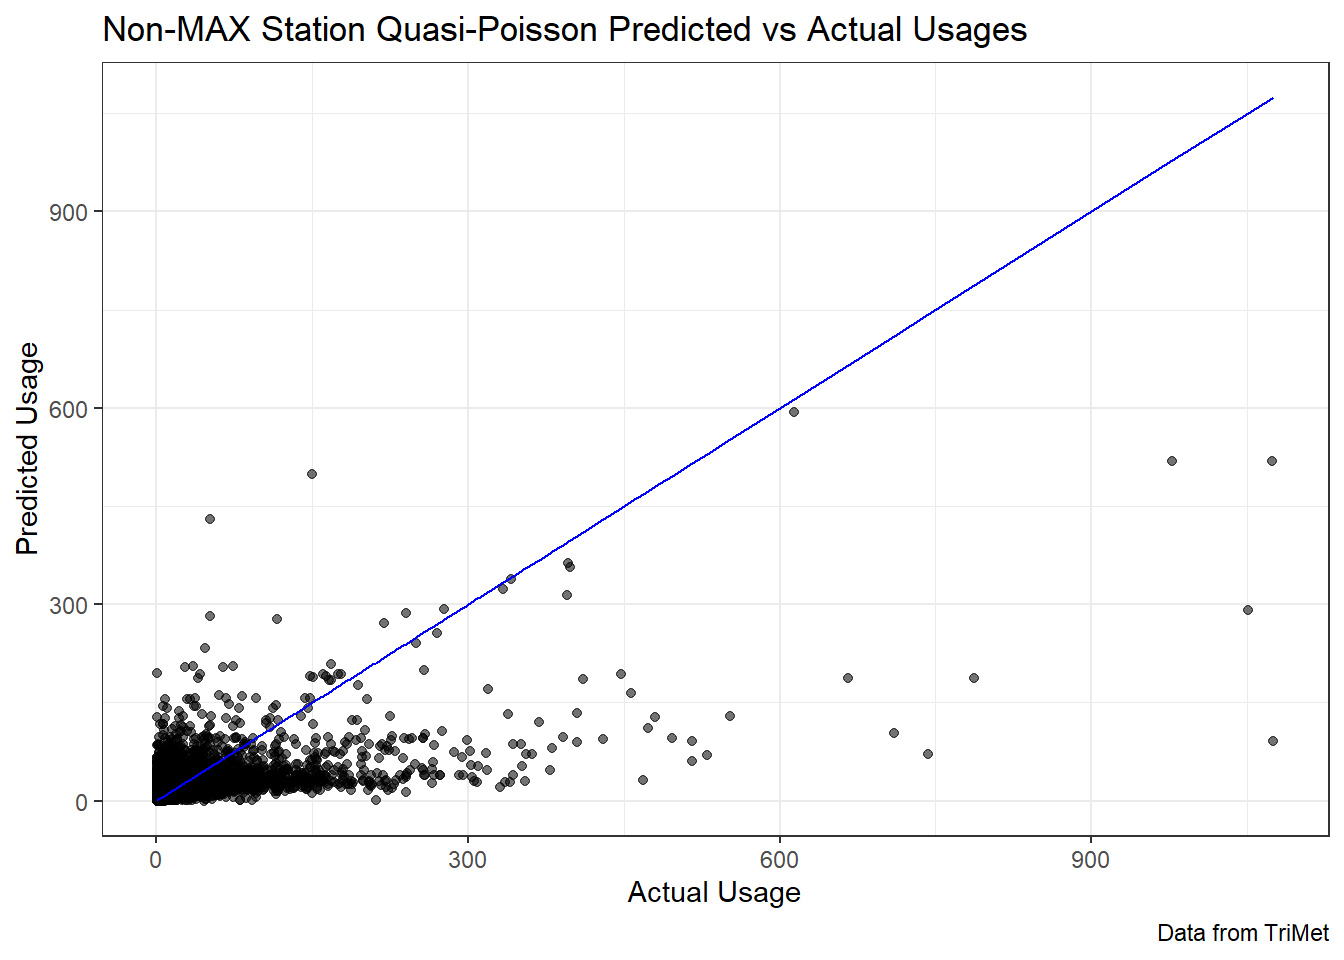 Non-MAX Station Quasi-Poisson Predicted vs Actual Usages
Predicted Usage
900
600
300
0
0 300 600 900
Actual Usage
Data from TriMet